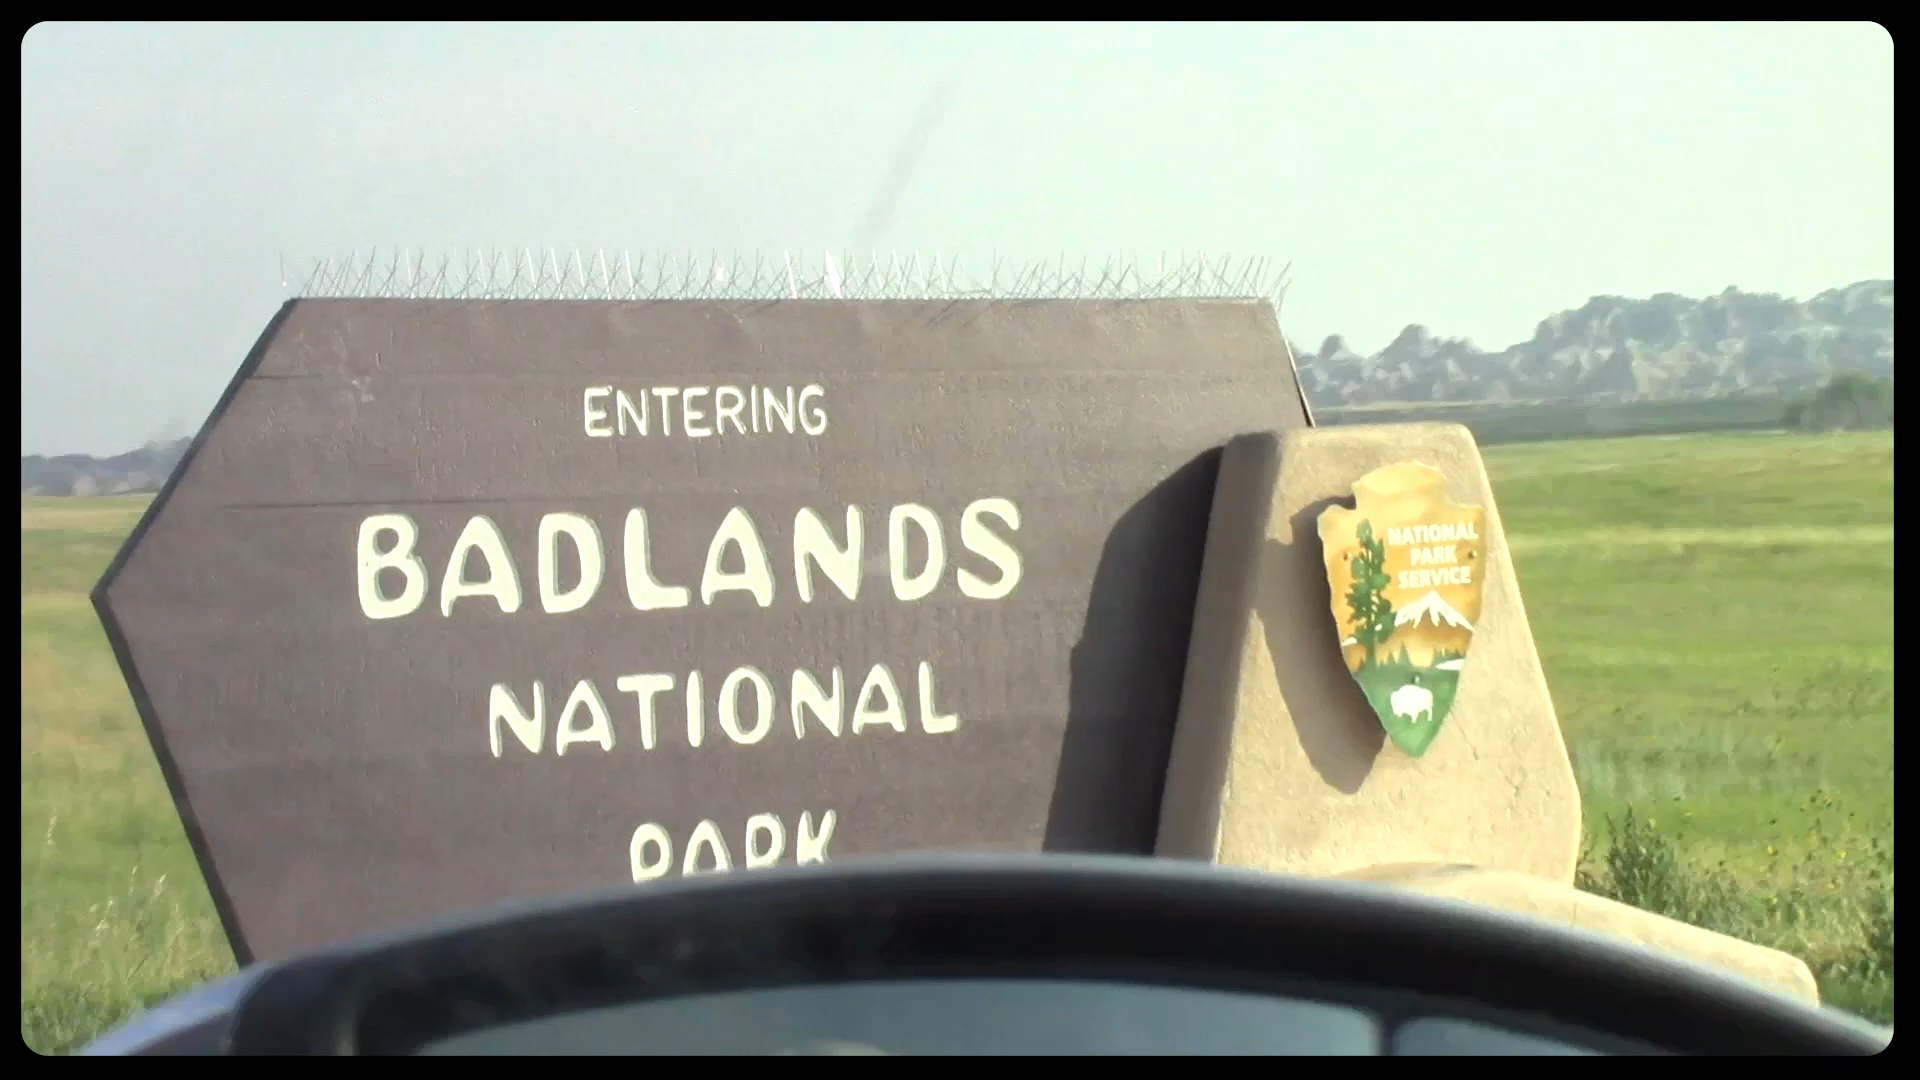 ENTERING
BADLANDS
NATIONAL
PARK
NATIONAL
PARK
SERVICE